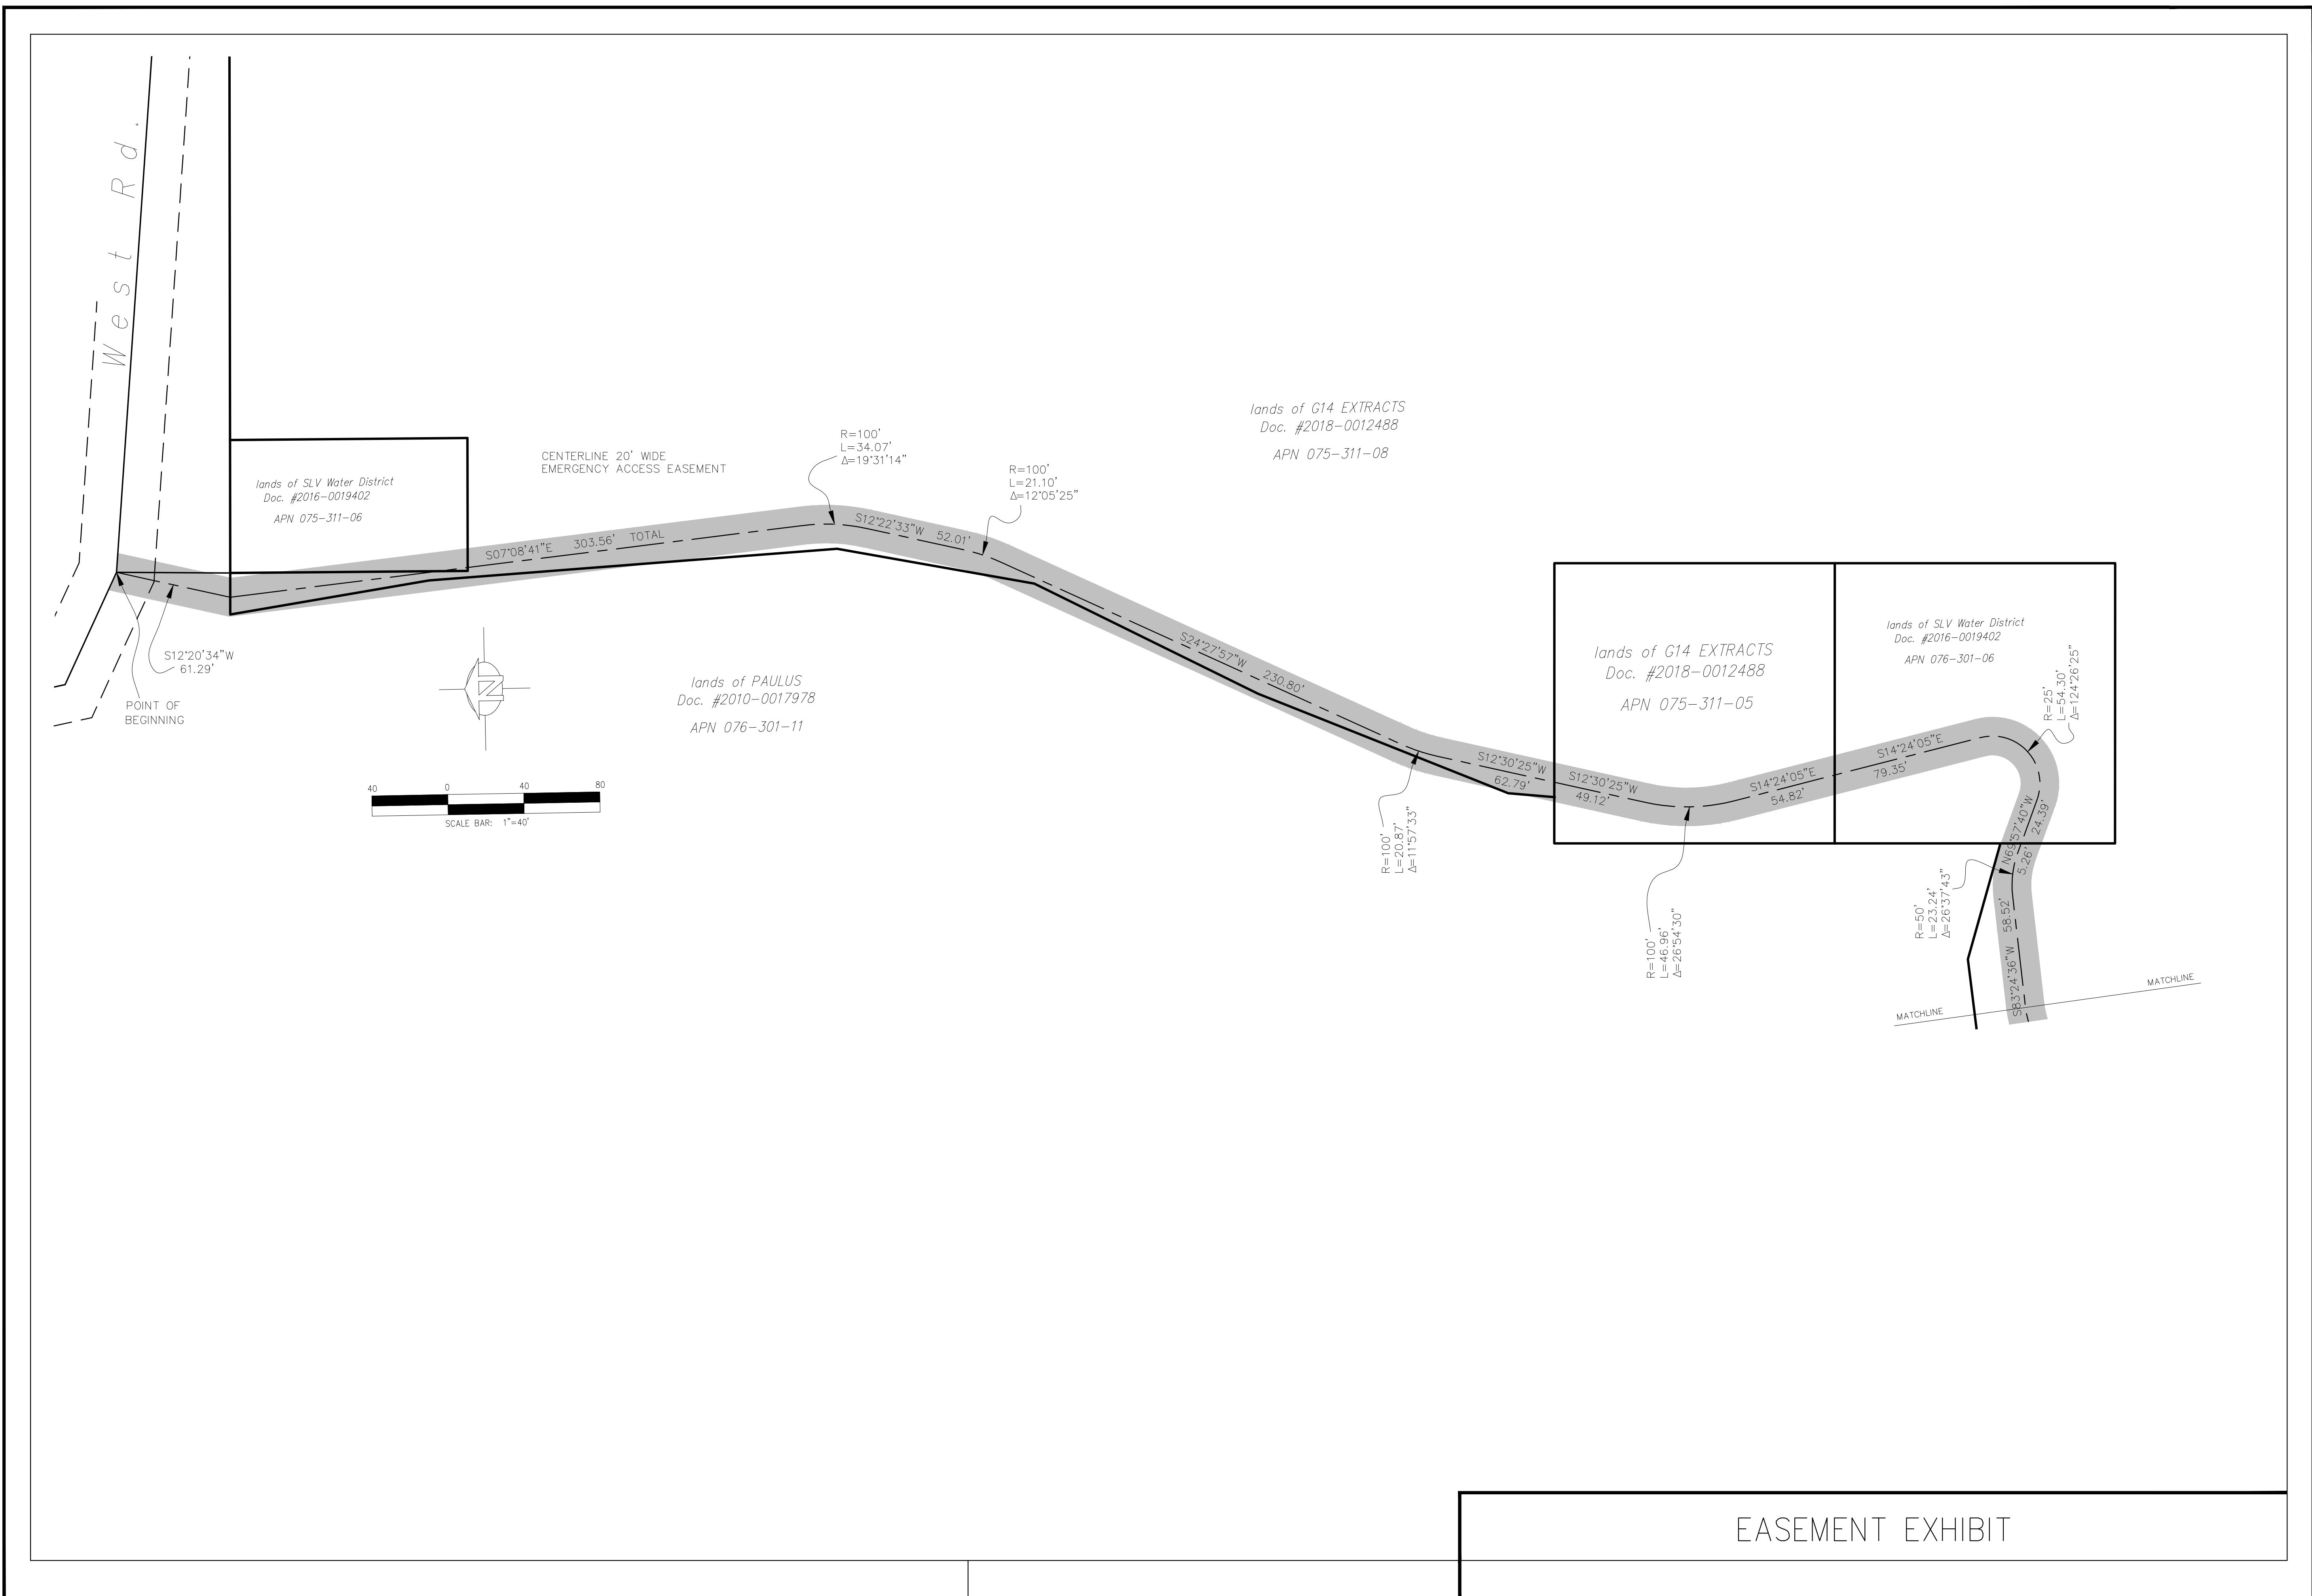 West Rd.
lands of SLV Water District
Doc. #2016-0019402
APN 075-311-06
CENTERLINE 20' WIDE
EMERGENCY ACCESS EASEMENT
R=100'
L=34.07'
Δ=19°31'14"
R=100'
L=21.10'
Δ=12°05'25"
lands of G14 EXTRACTS
Doc. #2018-0012488
APN 075-311-08
S07°08'41"E 303.56' TOTAL
S12°22'33"W 52.01'
S12°20'34"W
61.29'
POINT OF
BEGINNING
N
lands of PAULUS
Doc. #2010-0017978
APN 076-301-11
40 0 40 80
SCALE BAR: 1"=40'
S24°27'57"W 230.80'
R=100'
L=20.87'
Δ=11°57'33"
S12°30'25"W
62.79'
S12°30'25"W
49.12'
lands of G14 EXTRACTS
Doc. #2018-0012488
APN 075-311-05
R=100'
L=46.96'
Δ=26°54'30"
S14°24'05"E
54.82'
S14°24'05"E
79.35'
lands of SLV Water District
Doc. #2016-0019402
APN 076-301-06
R=25'
L=54.30'
Δ=124°26'25"
N69°57'40"W
5.26' 24.39'
R=50'
L=23.24'
Δ=26°37'43"
S83°24'36"W 58.52'
MATCHLINE
MATCHLINE
EASEMENT EXHIBIT